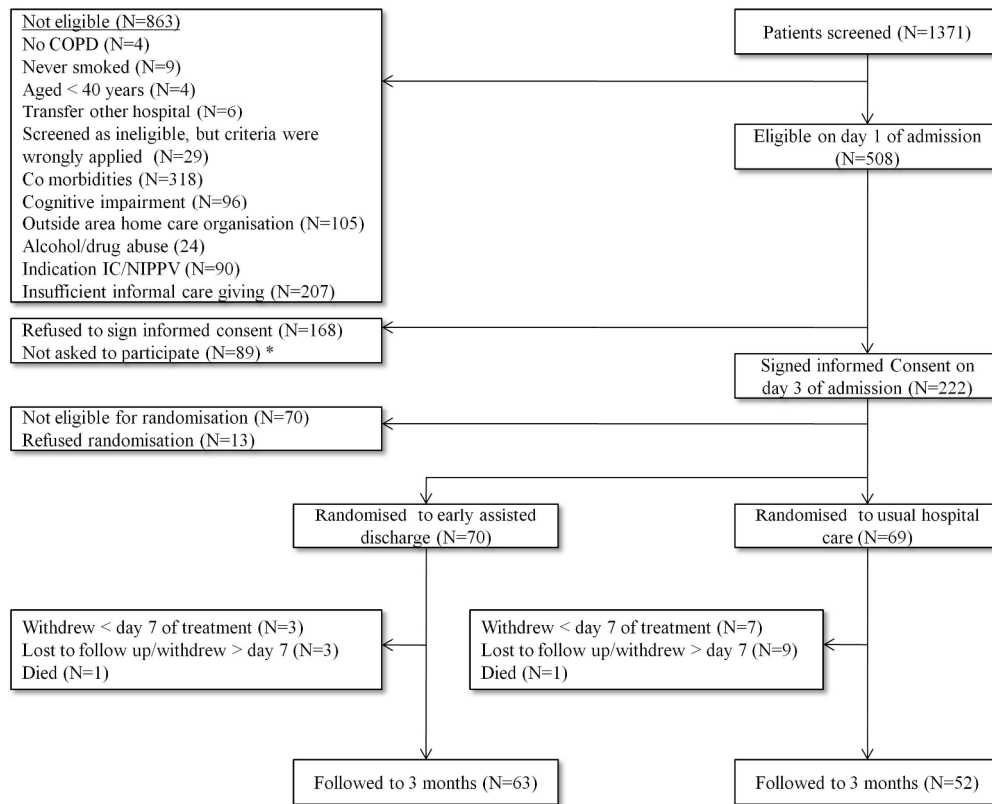 Not eligible (N=863)
No COPD (N=4)
Never smoked (N=9)
Aged < 40 years (N=4)
Transfer other hospital (N=6)
Screened as ineligible, but criteria were
wrongly applied (N=29)
Co morbidities (N=318)
Cognitive impairment (N=96)
Outside area home care organisation (N=105)
Alcohol/drug abuse (24)
Indication IC/NIPPV (N=90)
Insufficient informal care giving (N=207)
Patients screened (N=1371)
Eligible on day 1 of admission
(N=508)
Refused to sign informed consent (N=168)
Not asked to participate (N=89) *
Signed informed Consent on
day 3 of admission (N=222)
Not eligible for randomisation (N=70)
Refused randomisation (N=13)
Randomised to early assisted
discharge (N=70)
Randomised to usual hospital
care (N=69)
Withdrew < day 7 of treatment (N=3)
Lost to follow up/withdrew > day 7 (N=3)
Died (N=1)
Withdrew < day 7 of treatment (N=7)
Lost to follow up/withdrew > day 7 (N=9)
Died (N=1)
Followed to 3 months (N=63)
Followed to 3 months (N=52)